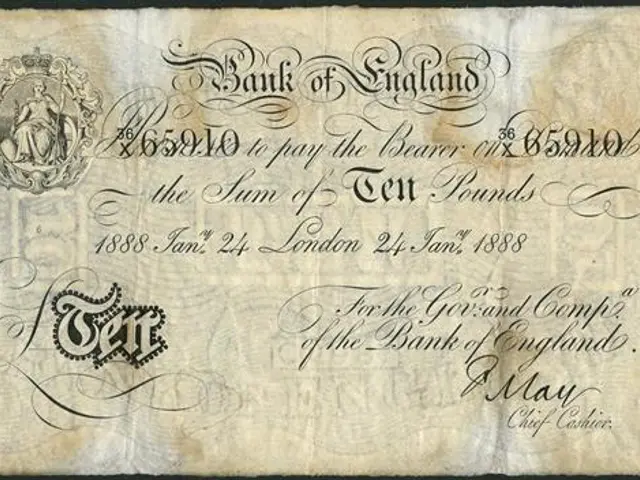 Bank of England
36/X 65910 to pay the Bearer on 36/X 65910
the Sum of Ten Pounds
1888 Janʸ. 24 London 24 Janʸ. 1888
For the Govʳ. and Compᵃ.
of the Bank of England.
Ten
F May
Chief Cashier.